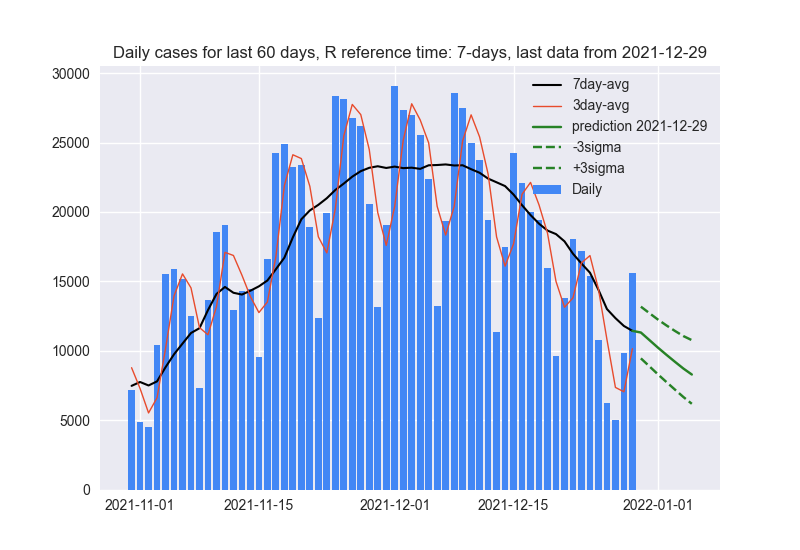 Daily cases for last 60 days, R reference time: 7-days, last data from 2021-12-29
30000
25000
20000
15000
10000
5000
0
7day-avg
3day-avg
prediction 2021-12-29
-3sigma
+3sigma
Daily
2021-11-01
2021-11-15
2021-12-01
2021-12-15
2022-01-01